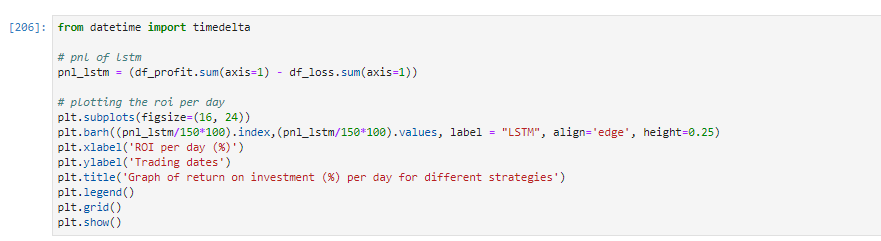 [206]: from datetime import timedelta
# pnl of lstm
pnl_lstm = (df_profit.sum(axis=1) - df_loss.sum(axis=1))
# plotting the roi per day
plt.subplots(figsize=(16, 24))
plt.barh((pnl_lstm/150*100).index,(pnl_lstm/150*100).values, label = "LSTM", align='edge', height=0.25)
plt.xlabel('ROI per day (%)')
plt.ylabel('Trading dates')
plt.title('Graph of return on investment (%) per day for different strategies')
plt.legend()
plt.grid()
plt.show()